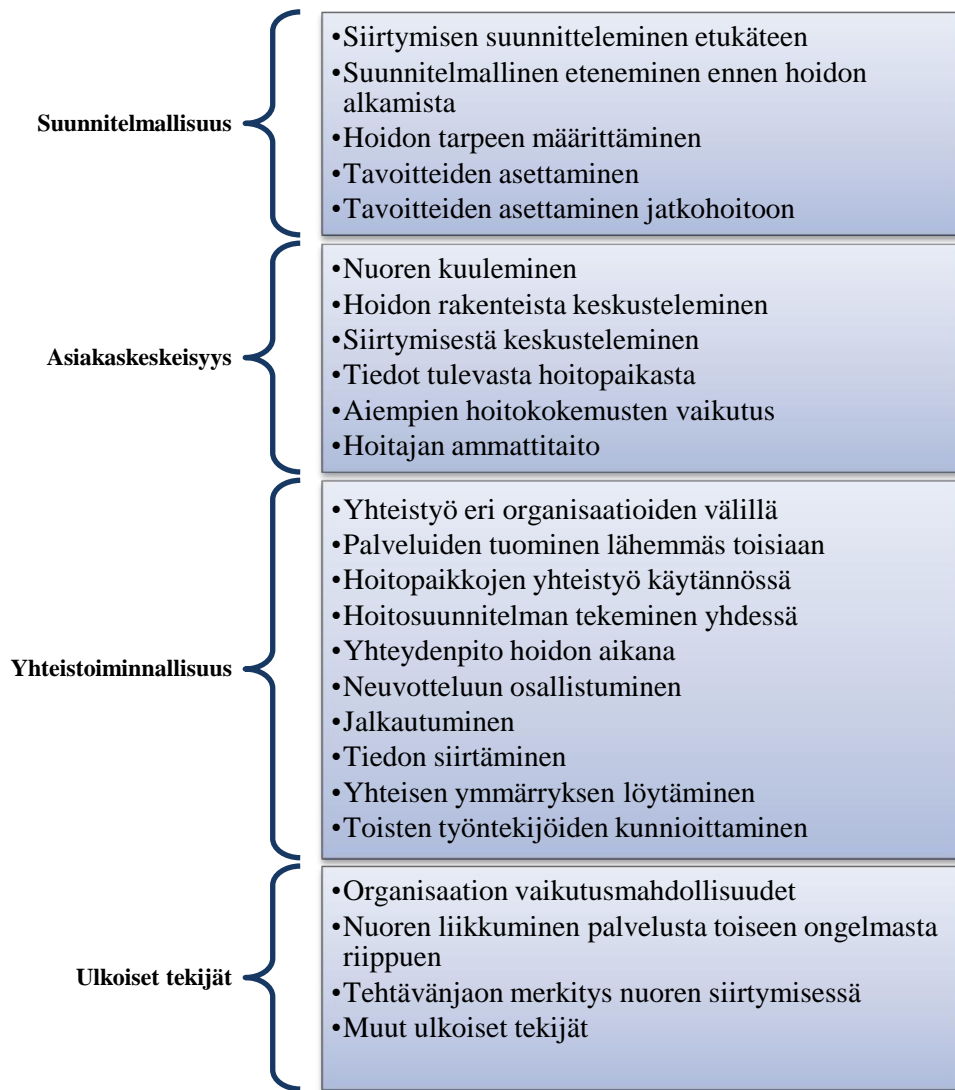 Suunnitelmallisuus
•Siirtymisen suunnitteleminen etukäteen
•Suunnitelmallinen eteneminen ennen hoidon
alkamista
•Hoidon tarpeen määrittäminen
•Tavoitteiden asettaminen
•Tavoitteiden asettaminen jatkohoitoon
Asiakaskeskeisyys
•Nuoren kuuleminen
•Hoidon rakenteista keskusteleminen
•Siirtymisestä keskusteleminen
•Tiedot tulevasta hoitopaikasta
•Aiempien hoitokokemusten vaikutus
•Hoitajan ammattitaito
Yhteistoiminnallisuus
•Yhteistyö eri organisaatioiden välillä
•Palveluiden tuominen lähemmäs toisiaan
•Hoitopaikkojen yhteistyö käytännössä
•Hoitosuunnitelman tekeminen yhdessä
•Yhteydenpito hoidon aikana
•Neuvotteluun osallistuminen
•Jalkautuminen
•Tiedon siirtäminen
•Yhteisen ymmärryksen löytäminen
•Toisten työntekijöiden kunnioittaminen
Ulkoiset tekijät
•Organisaation vaikutusmahdollisuudet
•Nuoren liikkuminen palvelusta toiseen ongelmasta
riippuen
•Tehtävänjaon merkitys nuoren siirtymisessä
•Muut ulkoiset tekijät